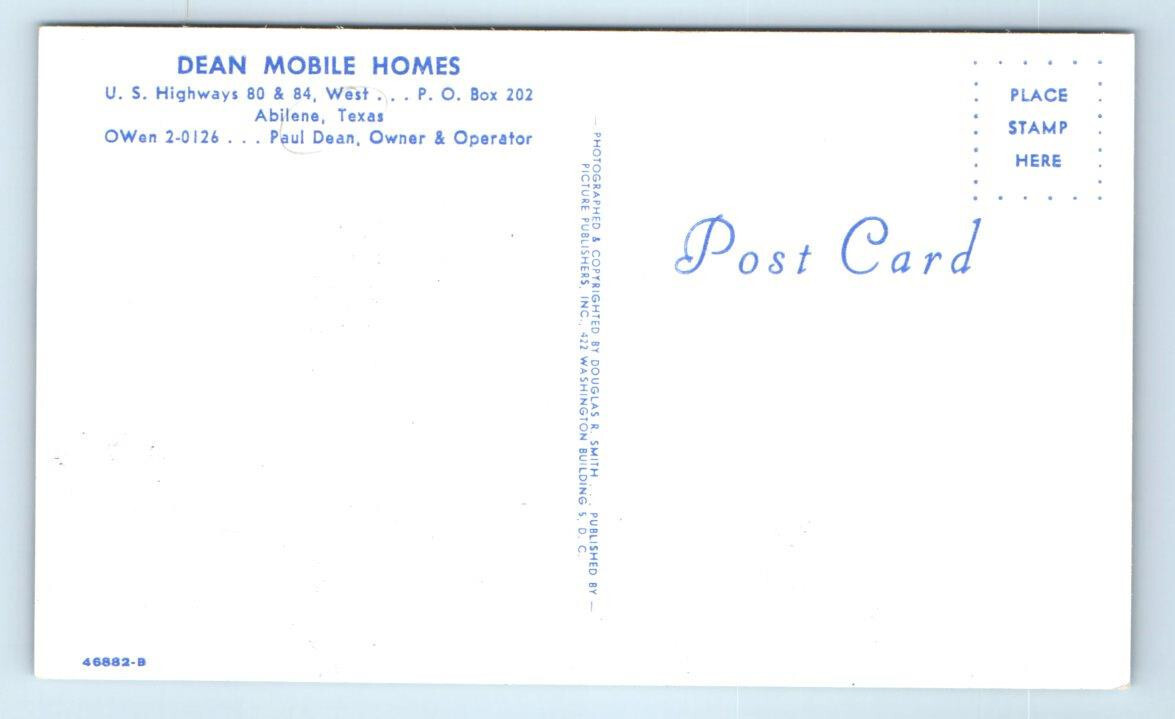 DEAN MOBILE HOMES
U. S. Highways 80 & 84, West . . . P. O. Box 202
Abilene, Texas
OWen 2-0126 . . . Paul Dean, Owner & Operator
— PHOTOGRAPHED & COPYRIGHTED BY DOUGLAS R. SMITH . . . PUBLISHED BY —
PICTURE PUBLISHERS, INC., 422 WASHINGTON BUILDING 5, D. C.
PLACE
STAMP
HERE
Post Card
46882-B